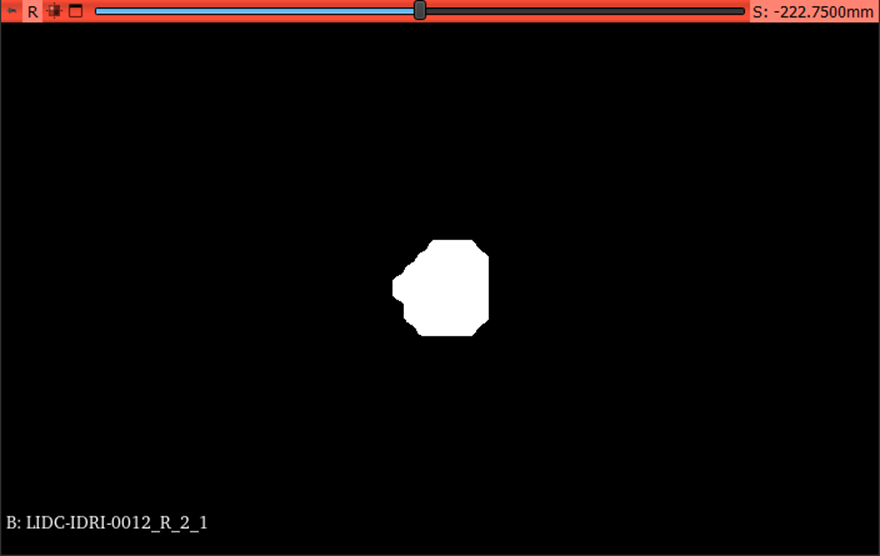 R
S: -222.7500mm
B: LIDC-IDRI-0012_R_2_1